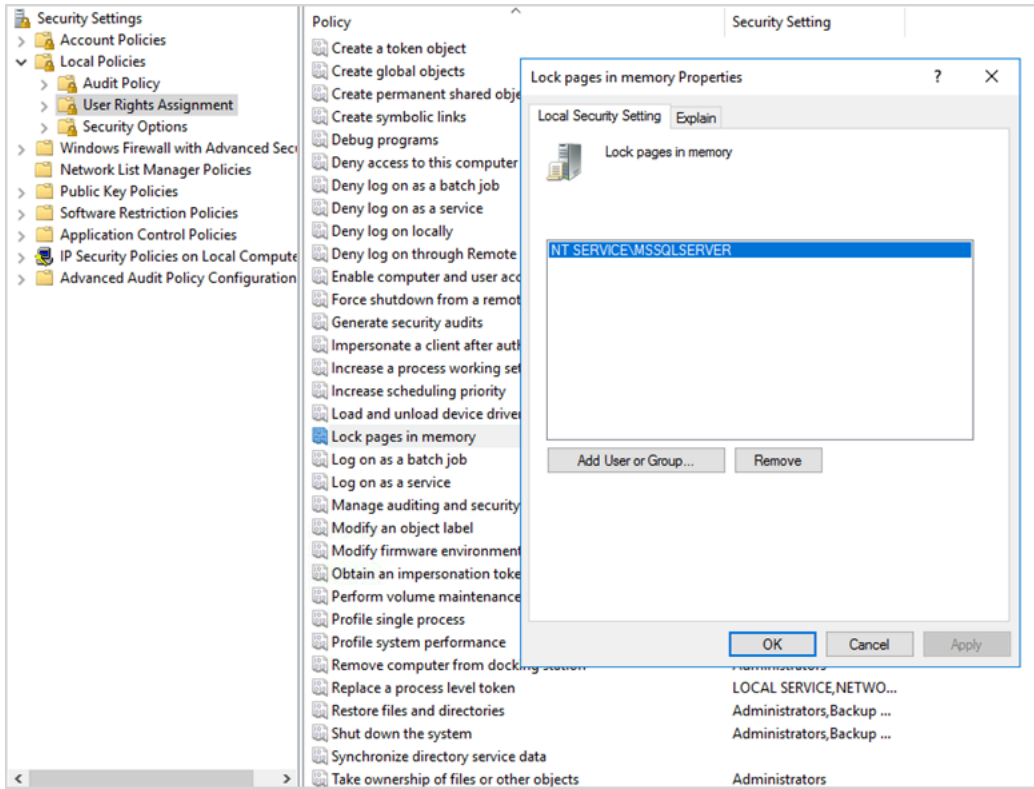 Security Settings
Account Policies
Local Policies
Audit Policy
User Rights Assignment
Security Options
Windows Firewall with Advanced Secu
Network List Manager Policies
Public Key Policies
Software Restriction Policies
Application Control Policies
IP Security Policies on Local Compute
Advanced Audit Policy Configuration
Policy Security Setting
Create a token object
Create global objects
Create permanent shared obje
Create symbolic links
Debug programs
Deny access to this computer
Deny log on as a batch job
Deny log on as a service
Deny log on locally
Deny log on through Remote
Enable computer and user acc
Force shutdown from a remot
Generate security audits
Impersonate a client after auth
Increase a process working set
Increase scheduling priority
Load and unload device driver
Lock pages in memory
Log on as a batch job
Log on as a service
Manage auditing and security
Modify an object label
Modify firmware environment
Obtain an impersonation toke
Perform volume maintenance
Profile single process
Profile system performance
Remove computer from docking station Administrators
Replace a process level token LOCAL SERVICE,NETWO...
Restore files and directories Administrators,Backup ...
Shut down the system Administrators,Backup ...
Synchronize directory service data
Take ownership of files or other objects Administrators
Lock pages in memory Properties ?
Local Security Setting Explain
Lock pages in memory
NT SERVICE\MSSQLSERVER
Add User or Group... Remove
OK Cancel Apply